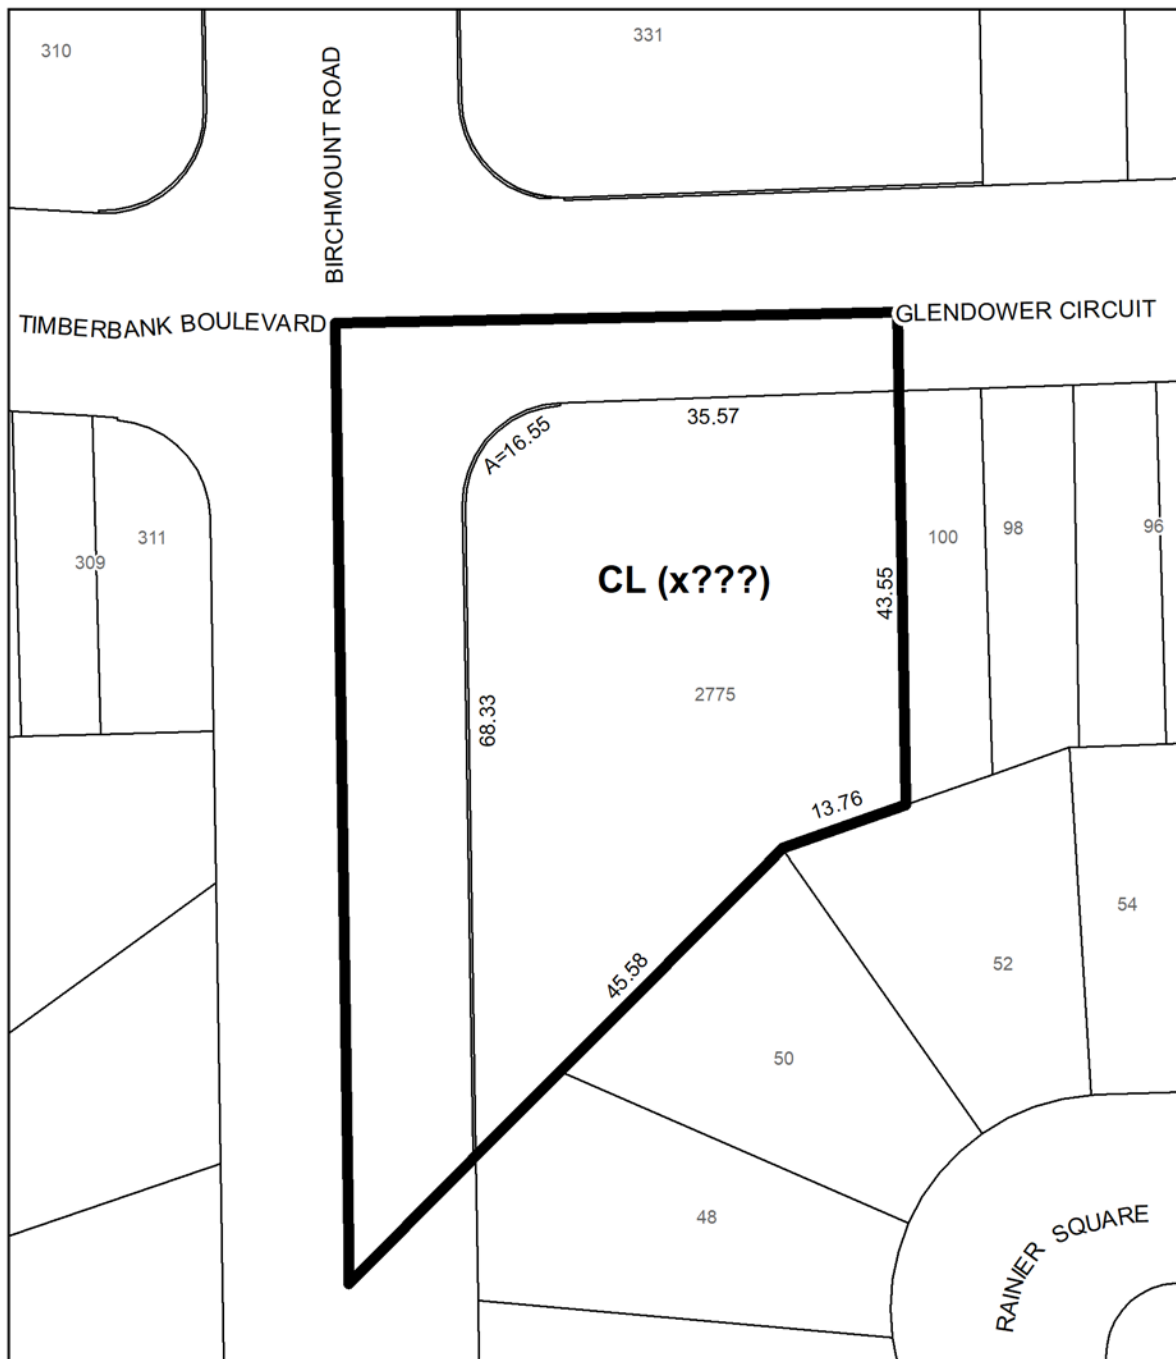 310
331
BIRCHMOUNT ROAD
TIMBERBANK BOULEVARD
GLENDOWER CIRCUIT
A=16.55
35.57
311
309
CL (x???)
100
98
96
43.55
2775
68.33
13.76
45.58
54
52
50
48
RAINIER SQUARE